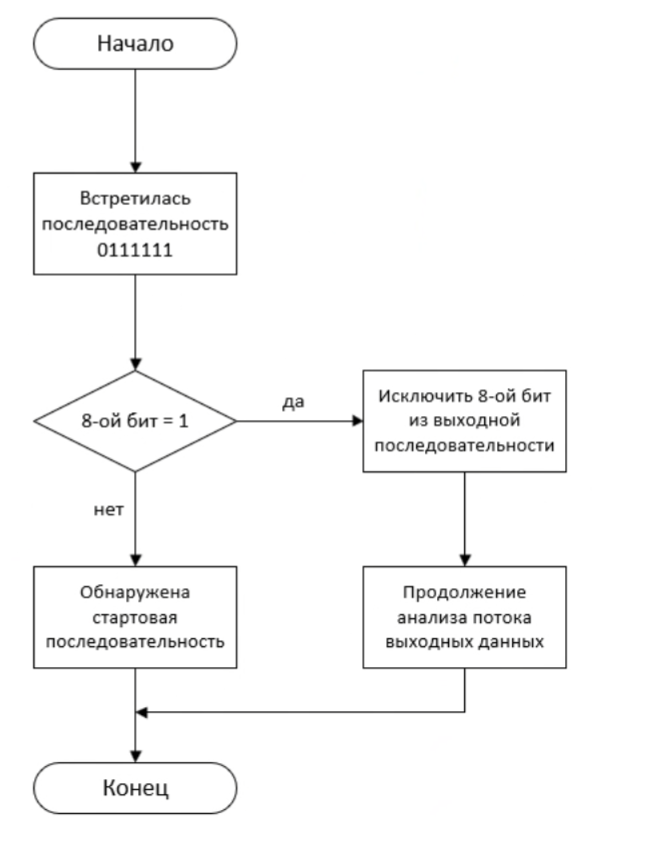 Начало
Встретилась
последовательность
0111111
8-ой бит = 1
да
Исключить 8-ой бит
из выходной
последовательности
нет
Обнаружена
стартовая
последовательность
Продолжение
анализа потока
выходных данных
Конец